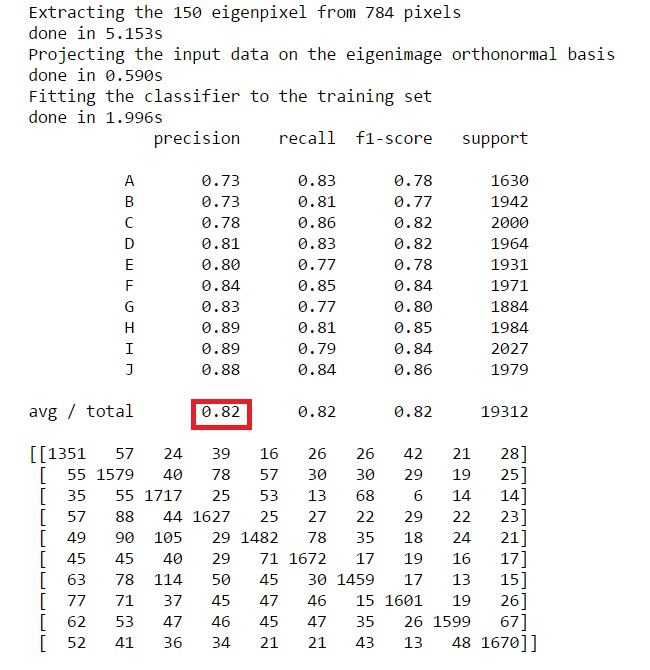 Extracting the 150 eigenpixel from 784 pixels
done in 5.153s
Projecting the input data on the eigenimage orthonormal basis
done in 0.590s
Fitting the classifier to the training set
done in 1.996s
precision recall f1-score support
A 0.73 0.83 0.78 1630
B 0.73 0.81 0.77 1942
C 0.78 0.86 0.82 2000
D 0.81 0.83 0.82 1964
E 0.80 0.77 0.78 1931
F 0.84 0.85 0.84 1971
G 0.83 0.77 0.80 1884
H 0.89 0.81 0.85 1984
I 0.89 0.79 0.84 2027
J 0.88 0.84 0.86 1979
avg / total 0.82 0.82 0.82 19312
[[1351 57 24 39 16 26 26 42 21 28]
[ 55 1579 40 78 57 30 30 29 19 25]
[ 35 55 1717 25 53 13 68 6 14 14]
[ 57 88 44 1627 25 27 22 29 22 23]
[ 49 90 105 29 1482 78 35 18 24 21]
[ 45 45 40 29 71 1672 17 19 16 17]
[ 63 78 114 50 45 30 1459 17 13 15]
[ 77 71 37 45 47 46 15 1601 19 26]
[ 62 53 47 46 45 47 35 26 1599 67]
[ 52 41 36 34 21 21 43 13 48 1670]]